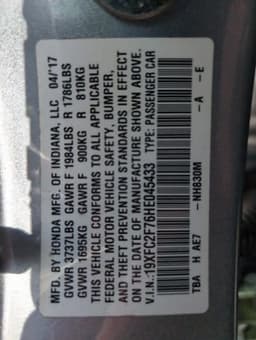 MFD. BY HONDA MFG. OF INDIANA, LLC 04/17
GVWR 3737LBS GAWR F 1984LBS R 1786LBS
GVWR 1695KG GAWR F 900KG R 810KG
THIS VEHICLE CONFORMS TO ALL APPLICABLE
FEDERAL MOTOR VEHICLE SAFETY, BUMPER,
AND THEFT PREVENTION STANDARDS IN EFFECT
ON THE DATE OF MANUFACTURE SHOWN ABOVE.
V.I.N.: 19XFC2F76HE045433 TYPE: PASSENGER CAR
-NH830M -A -E
TBA H AE7